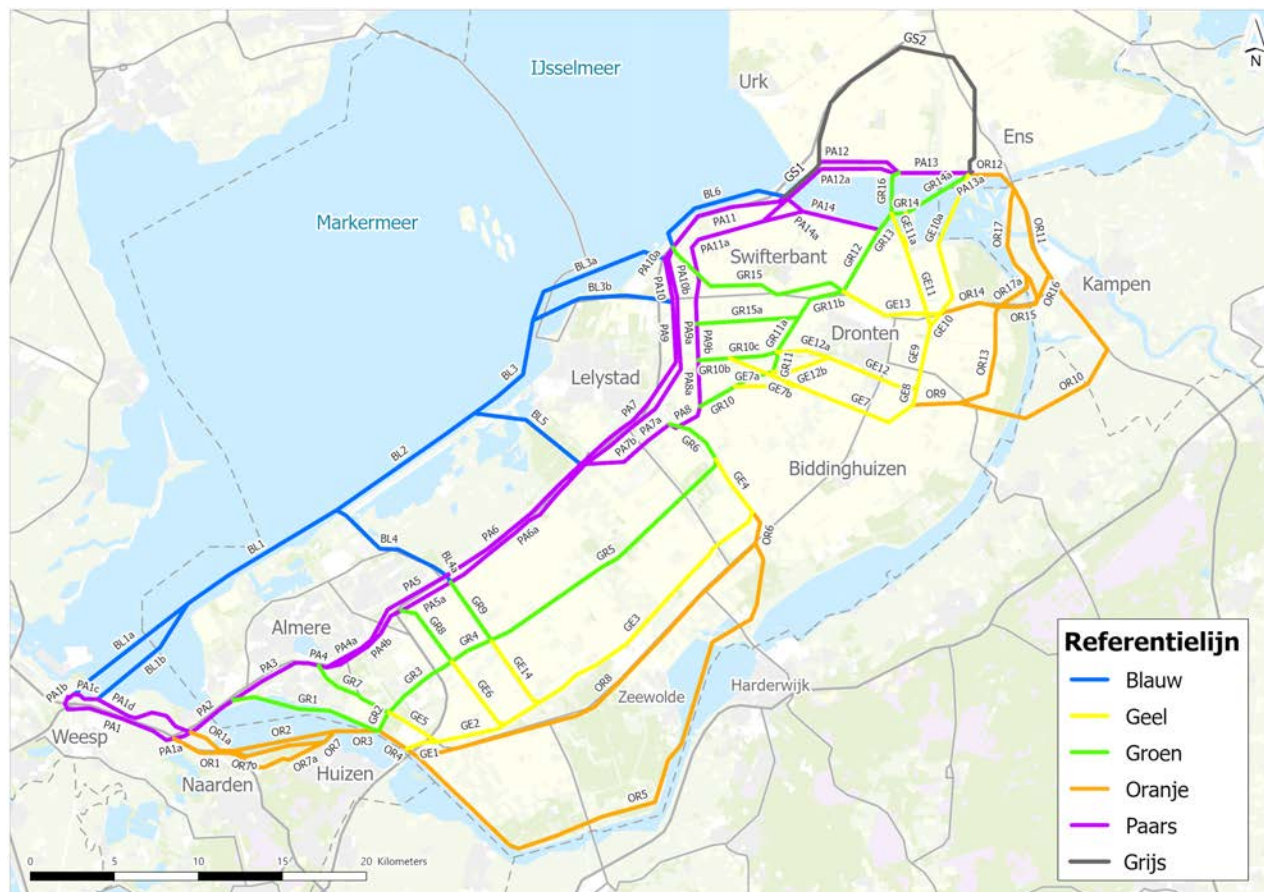 GS2
IJsselmeer
Urk
N
Ens
PA12
PA13
OR12
GS1
PA12a
GR16
GR14a
PA13a
BL6
GR14
PA11
PA14
GE11a
GE10a
Markermeer
PA14a
GR13
OR17
OR11
PA11a
Swifterbant
GR12
BL3a
PA10a
PA10b
GR15
GE11
Kampen
BL3b
PA10
OR14
OR17a
OR16
GR11b
GE13
GR15a
GE10
OR15
PA9
PA9a
Dronten
BL3
PA9b
GR11a
GE12a
GE9
GR10c
GR11
GE12
OR13
Lelystad
GR10b
GE7a
GE12b
OR10
PA8a
GE7b
GE8
OR9
PA7
PA8
GR10
GE7
BL5
PA7a
BL2
PA7b
GR6
Biddinghuizen
GE4
PA6
OR6
BL1
BL4
PA6a
GR5
BL4a
PA5
BL1a
Almere
PA5a
GR9
BL1b
PA4a
GR8
GR4
GE3
PA4b
PA3
PA4
GE14
PA1b
PA1c
GR3
PA1d
GR7
GE6
OR8
Zeewolde
Harderwijk
PA2
GR1
PA1
GR2
GE5
GE2
Weesp
OR1a
OR2
PA1a
OR3
OR7
OR4
GE1
OR1
OR7b
OR7a
Naarden
Huizen
OR5
Referentielijn
Blauw
Geel
Groen
Oranje
Paars
Grijs
0 5 10 15 20 Kilometers